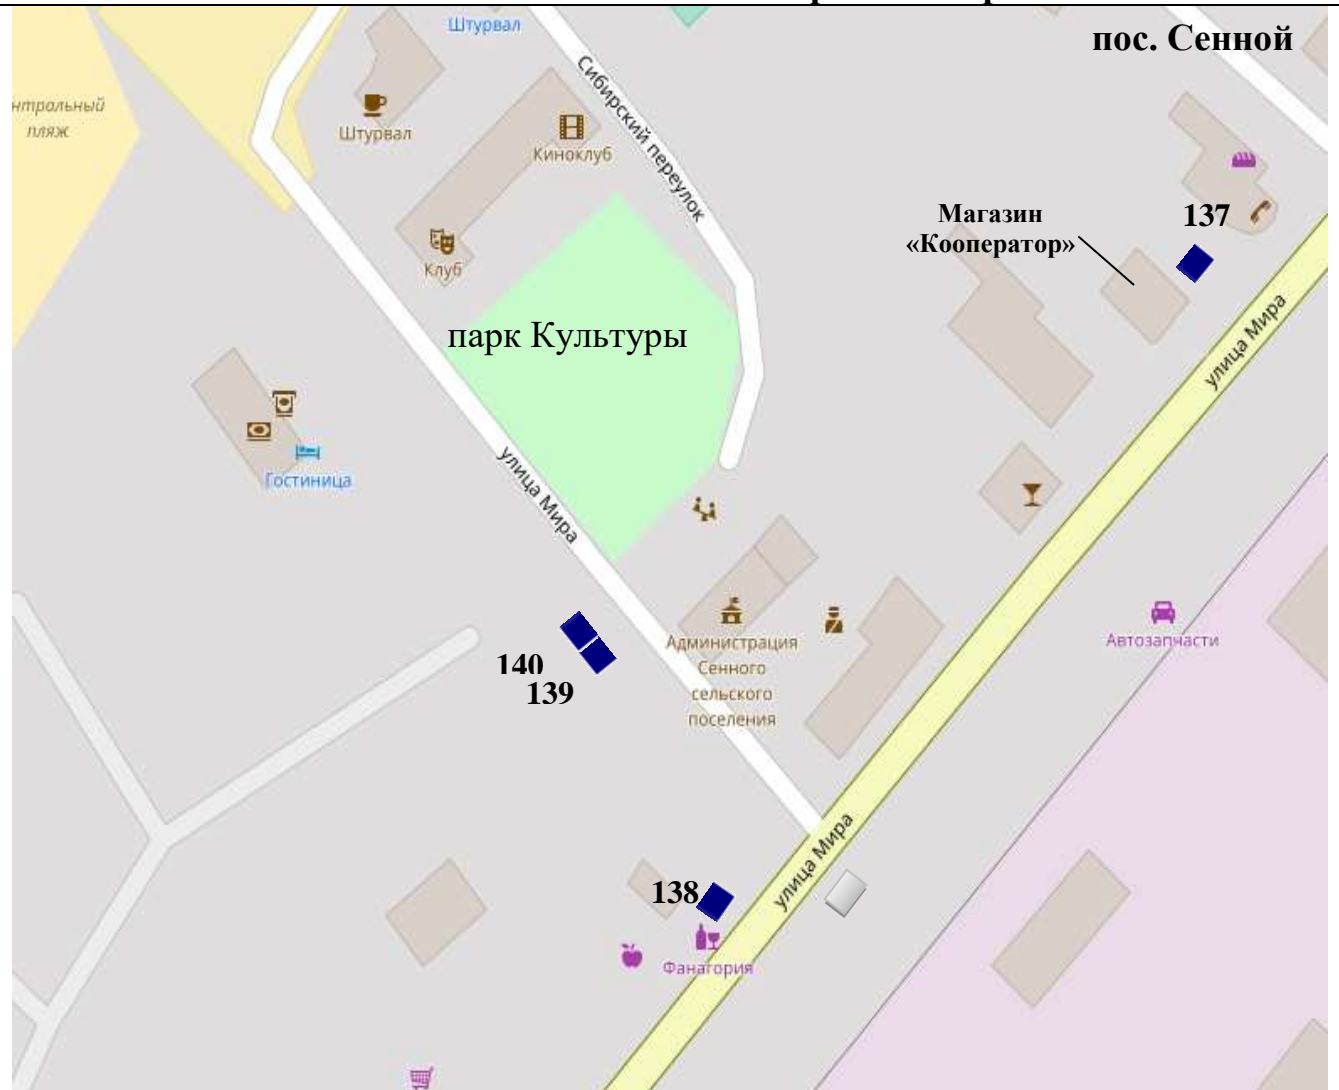 Штурвал
пос. Сенной
нтральный
пляж
Штурвал
Киноклуб
Сибирский переулок
Клуб
Магазин
«Кооператор»
137
парк Культуры
улица Мира
Гостиница
улица Мира
140
139
Администрация
Сенного
сельского
поселения
Автозапчасти
улица Мира
138
Фанагория